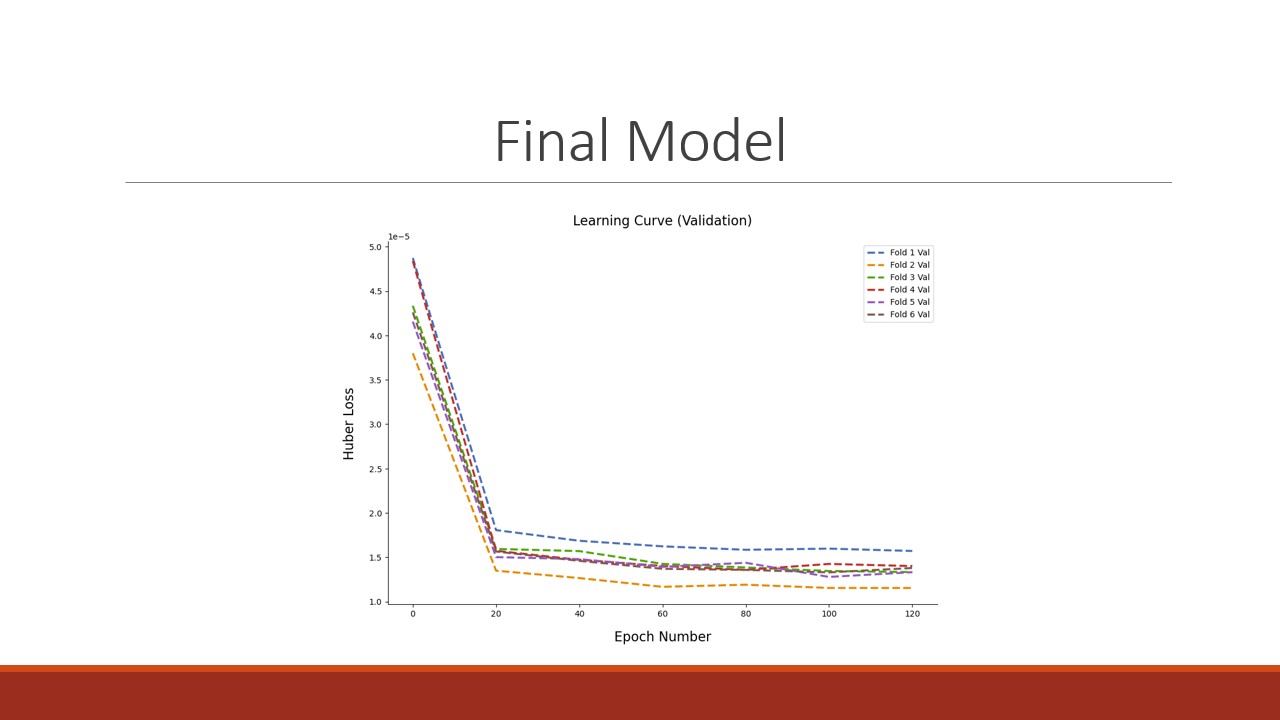 Final Model
Learning Curve (Validation)
1e−5
5.0
4.5
4.0
3.5
3.0
2.5
2.0
1.5
1.0
Huber Loss
Fold 1 Val
Fold 2 Val
Fold 3 Val
Fold 4 Val
Fold 5 Val
Fold 6 Val
0 20 40 60 80 100 120
Epoch Number